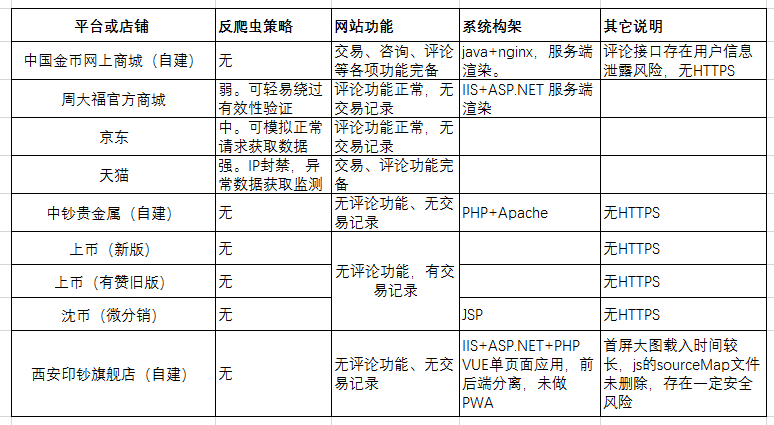 平台或店铺 反爬虫策略 网站功能 系统构架 其它说明
中国金币网上商城（自建） 无 交易、咨询、评论 java+nginx，服务端 评论接口存在用户信息
等各项功能完备 渲染。 泄露风险，无HTTPS
周大福官方商城 弱。可轻易绕过 评论功能正常，无 IIS+ASP.NET 服务端
有效性验证 交易记录 渲染
京东 中。可模拟正常 评论功能正常，无
请求获取数据 交易记录
天猫 强。IP封禁，异 交易、评论功能完
常数据获取监测 备
中钞贵金属（自建） 无 无评论功能、无交 PHP+Apache 无HTTPS
易记录
上币（新版） 无 无HTTPS
无评论功能，有交
易记录
上币（有赞旧版） 无 无HTTPS
沈币（微分销） 无 JSP 无HTTPS
西安印钞旗舰店（自建） 无 无评论功能、无交
易记录
IIS+ASP.NET+PHP
VUE单页面应用，前
后端分离，未做
PWA
首屏大图载入时间较
长，js的sourceMap文件
未删除，存在一定安全
风险